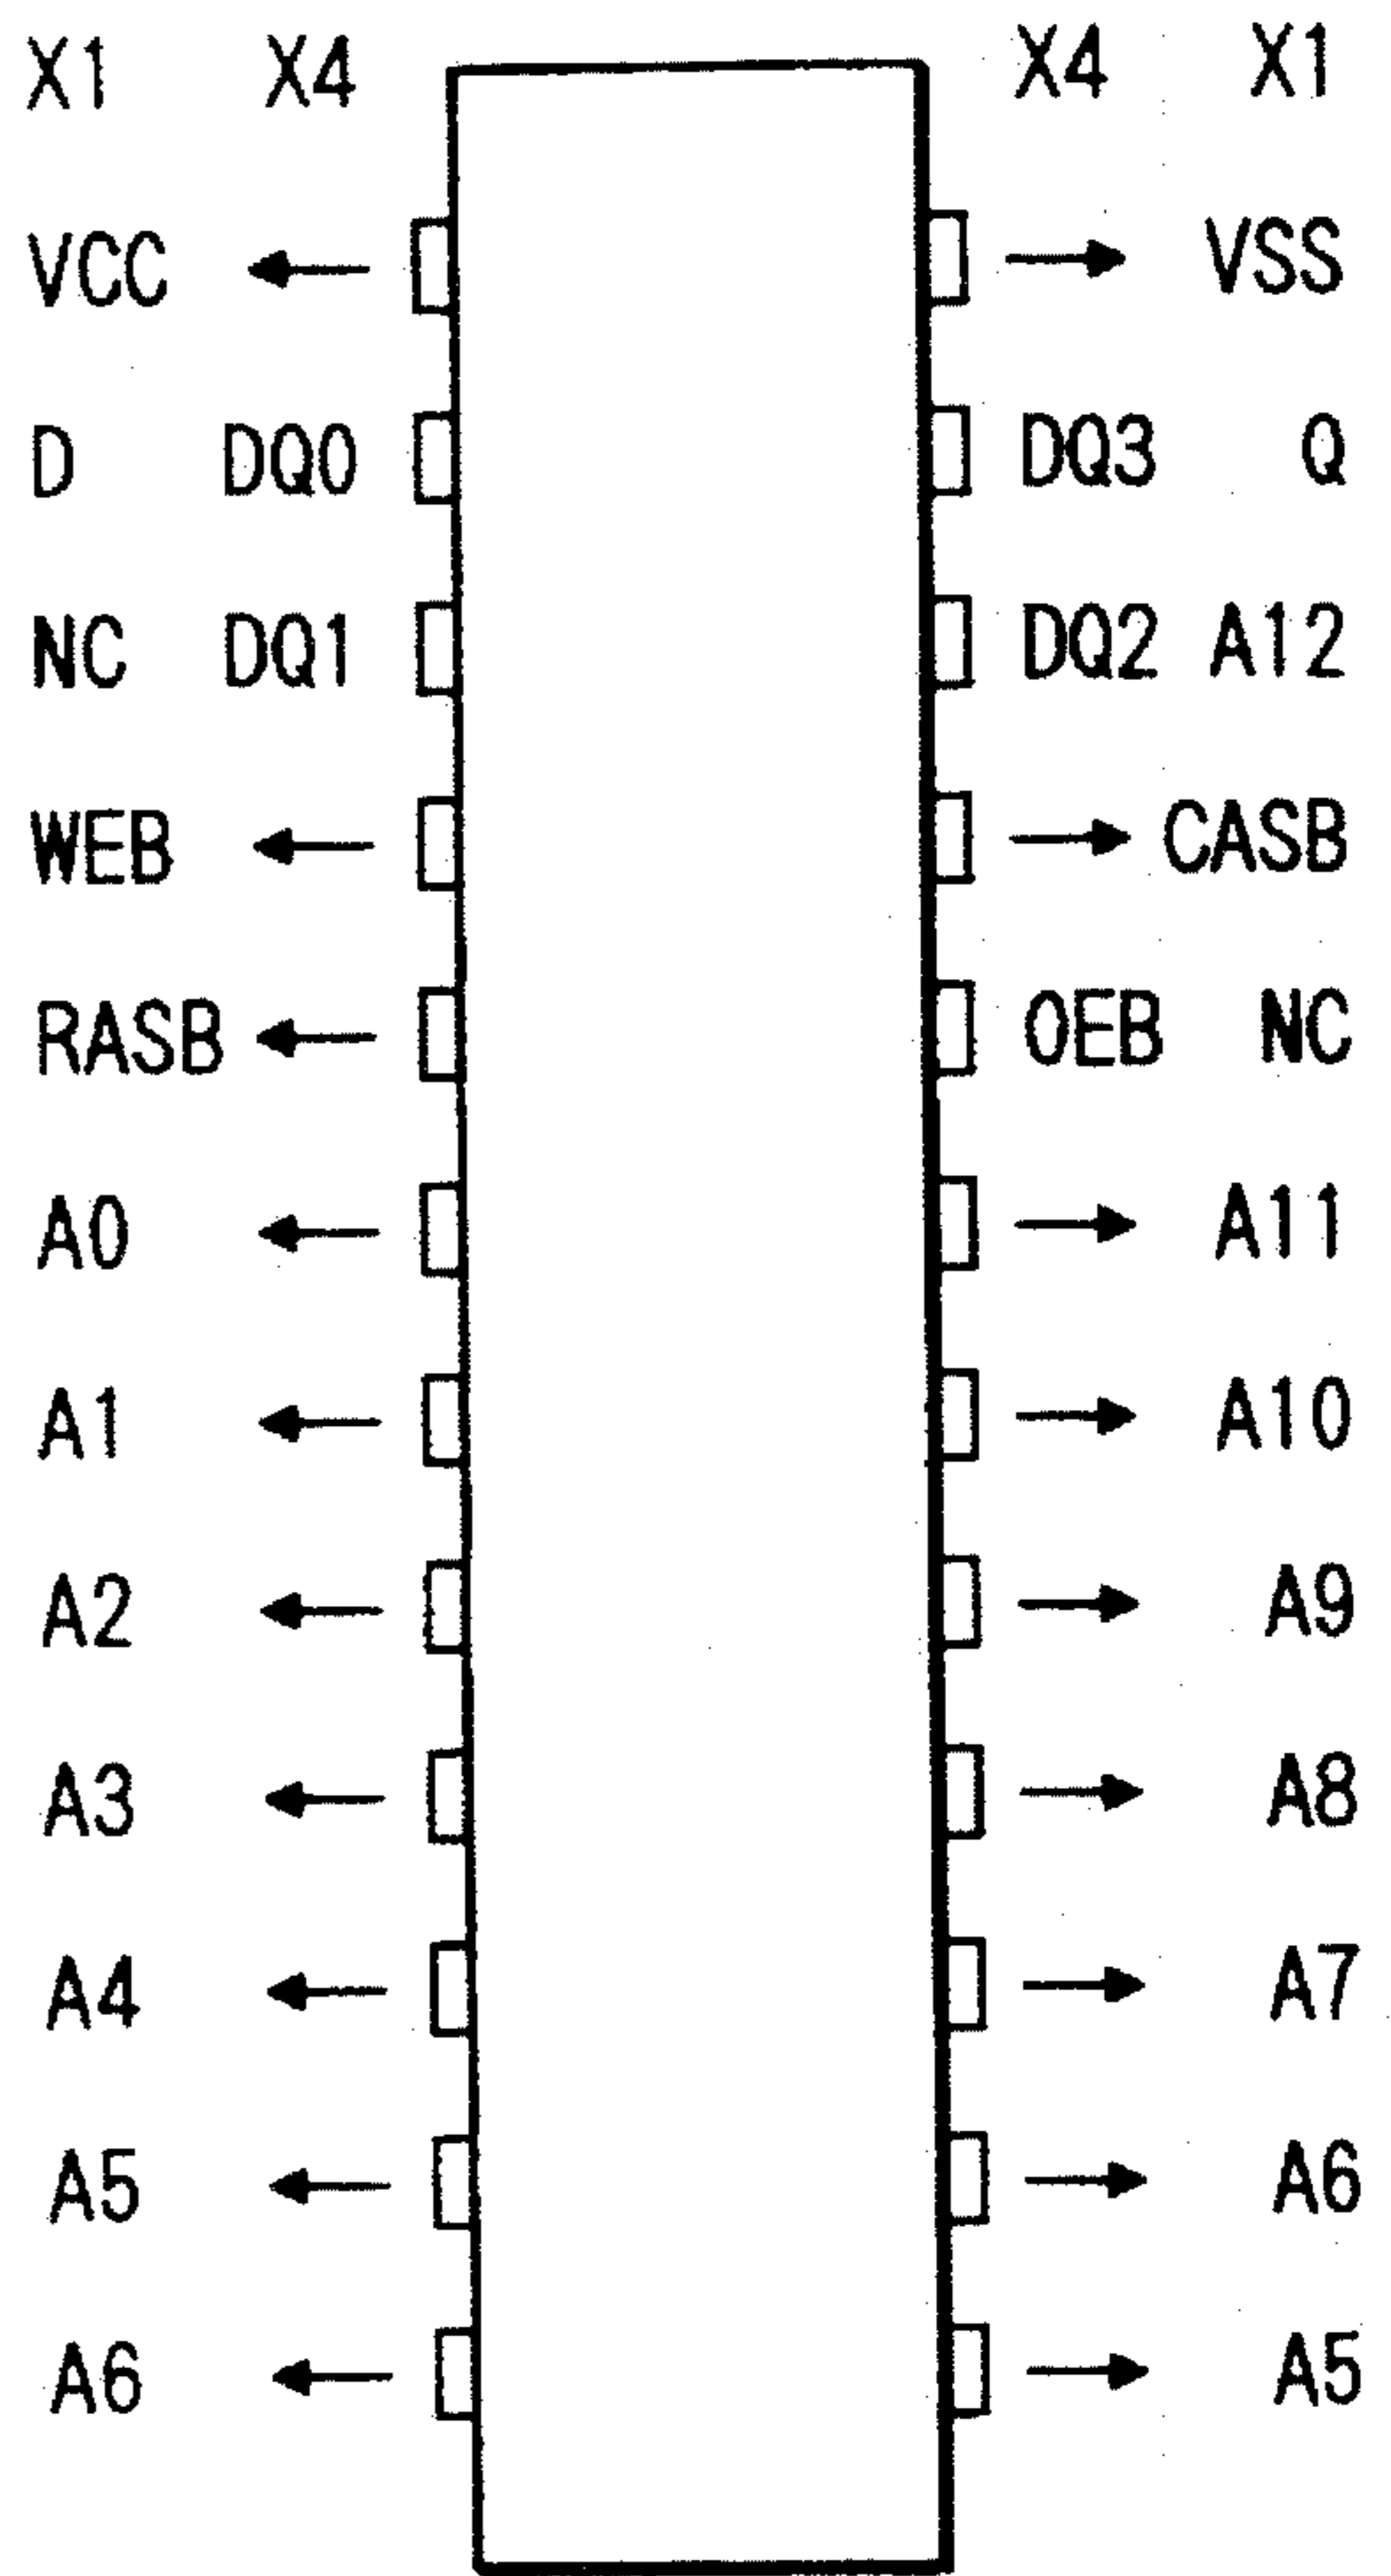 X1 X4 X4 X1
VCC VSS
D DQ0 DQ3 Q
NC DQ1 DQ2 A12
WEB CASB
RASB OEB NC
A0 A11
A1 A10
A2 A9
A3 A8
A4 A7
A5 A6
A6 A5